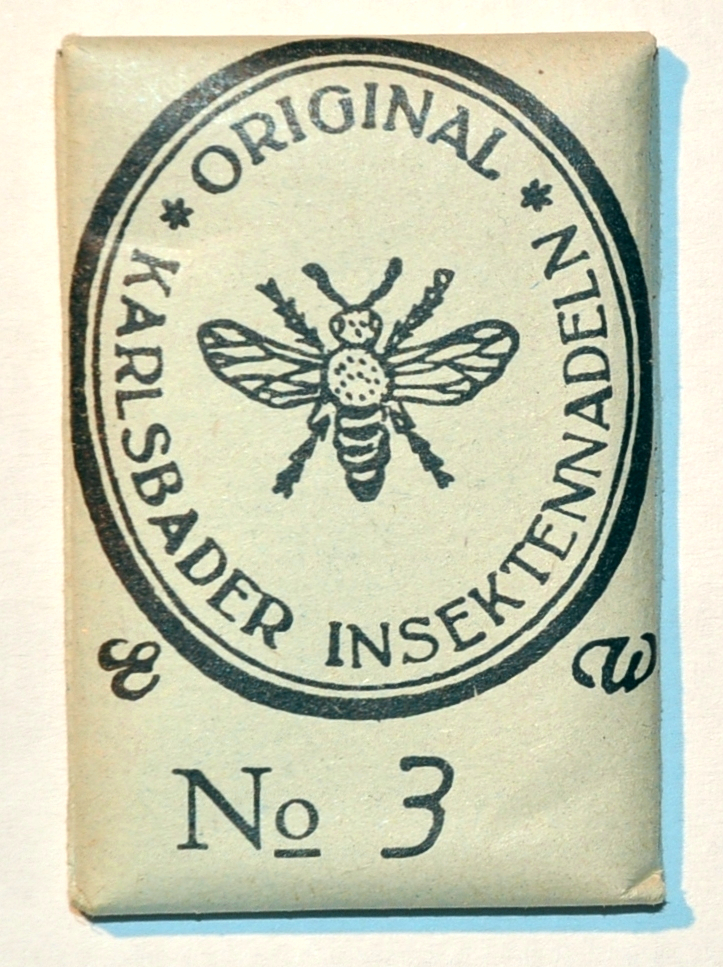 * ORIGINAL *
KARLSBADER INSEKTENNADELN
W
No 3